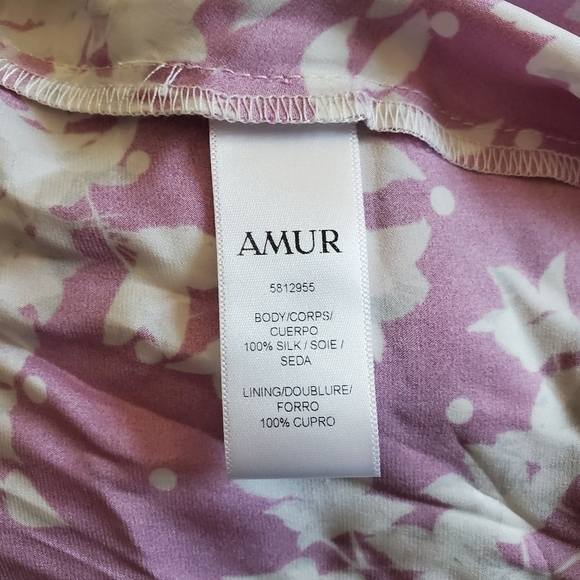 AMUR
5812955
BODY/CORPS/
CUERPO
100% SILK / SOIE /
SEDA
LINING/DOUBLURE/
FORRO
100% CUPRO